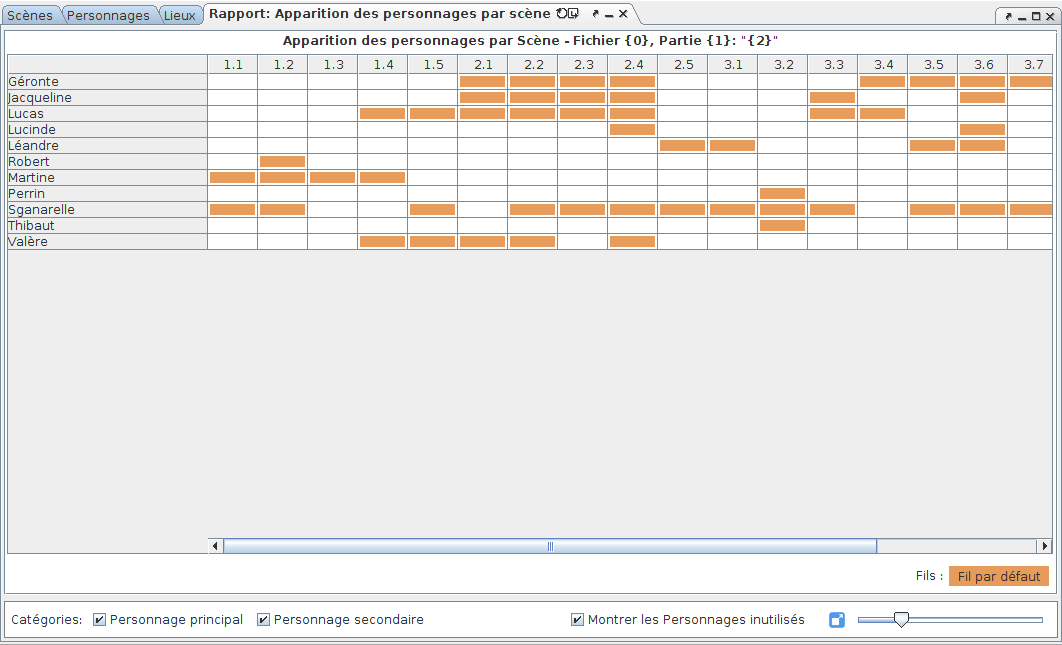 Scènes Personnages Lieux Rapport: Apparition des personnages par scène
Apparition des personnages par Scène - Fichier {0}, Partie {1}: "{2}"
1.1 1.2 1.3 1.4 1.5 2.1 2.2 2.3 2.4 2.5 3.1 3.2 3.3 3.4 3.5 3.6 3.7
Géronte
Jacqueline
Lucas
Lucinde
Léandre
Robert
Martine
Perrin
Sganarelle
Thibaut
Valère
Fils : Fil par défaut
Catégories: Personnage principal Personnage secondaire Montrer les Personnages inutilisés